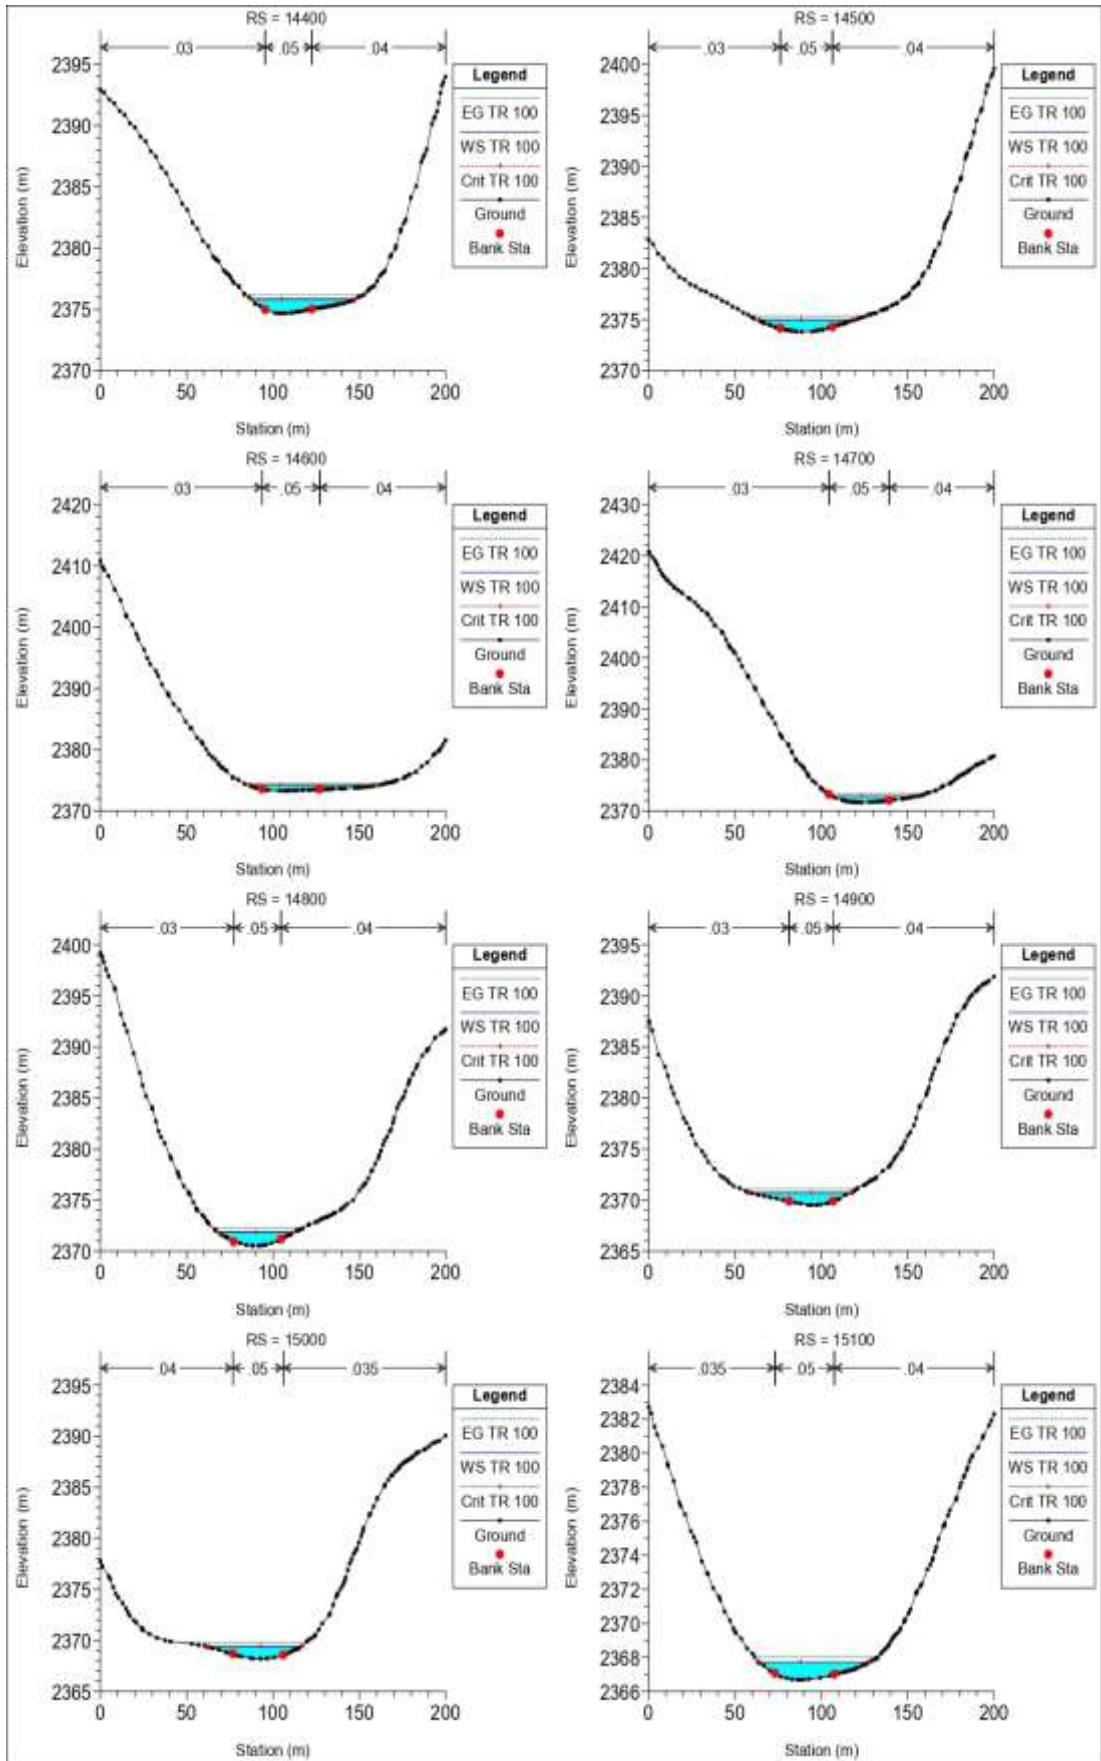 RS = 14400
.03 .05 .04
Elevation (m)
2395
2390
2385
2380
2375
2370
0 50 100 150 200
Station (m)
Legend
EG TR 100
WS TR 100
Crit TR 100
Ground
Bank Sta
RS = 14500
.03 .05 .04
Elevation (m)
2400
2395
2390
2385
2380
2375
2370
0 50 100 150 200
Station (m)
Legend
EG TR 100
WS TR 100
Crit TR 100
Ground
Bank Sta
RS = 14600
.03 .05 .04
Elevation (m)
2420
2410
2400
2390
2380
2370
0 50 100 150 200
Station (m)
Legend
EG TR 100
WS TR 100
Crit TR 100
Ground
Bank Sta
RS = 14700
.03 .05 .04
Elevation (m)
2430
2420
2410
2400
2390
2380
2370
0 50 100 150 200
Station (m)
Legend
EG TR 100
WS TR 100
Crit TR 100
Ground
Bank Sta
RS = 14800
.03 .05 .04
Elevation (m)
2400
2395
2390
2385
2380
2375
2370
0 50 100 150 200
Station (m)
Legend
EG TR 100
WS TR 100
Crit TR 100
Ground
Bank Sta
RS = 14900
.03 .05 .04
Elevation (m)
2395
2390
2385
2380
2375
2370
2365
0 50 100 150 200
Station (m)
Legend
EG TR 100
WS TR 100
Crit TR 100
Ground
Bank Sta
RS = 15000
.04 .05 .035
Elevation (m)
2395
2390
2385
2380
2375
2370
2365
0 50 100 150 200
Station (m)
Legend
EG TR 100
WS TR 100
Crit TR 100
Ground
Bank Sta
RS = 15100
.035 .05 .04
Elevation (m)
2384
2382
2380
2378
2376
2374
2372
2370
2368
2366
0 50 100 150 200
Station (m)
Legend
EG TR 100
WS TR 100
Crit TR 100
Ground
Bank Sta